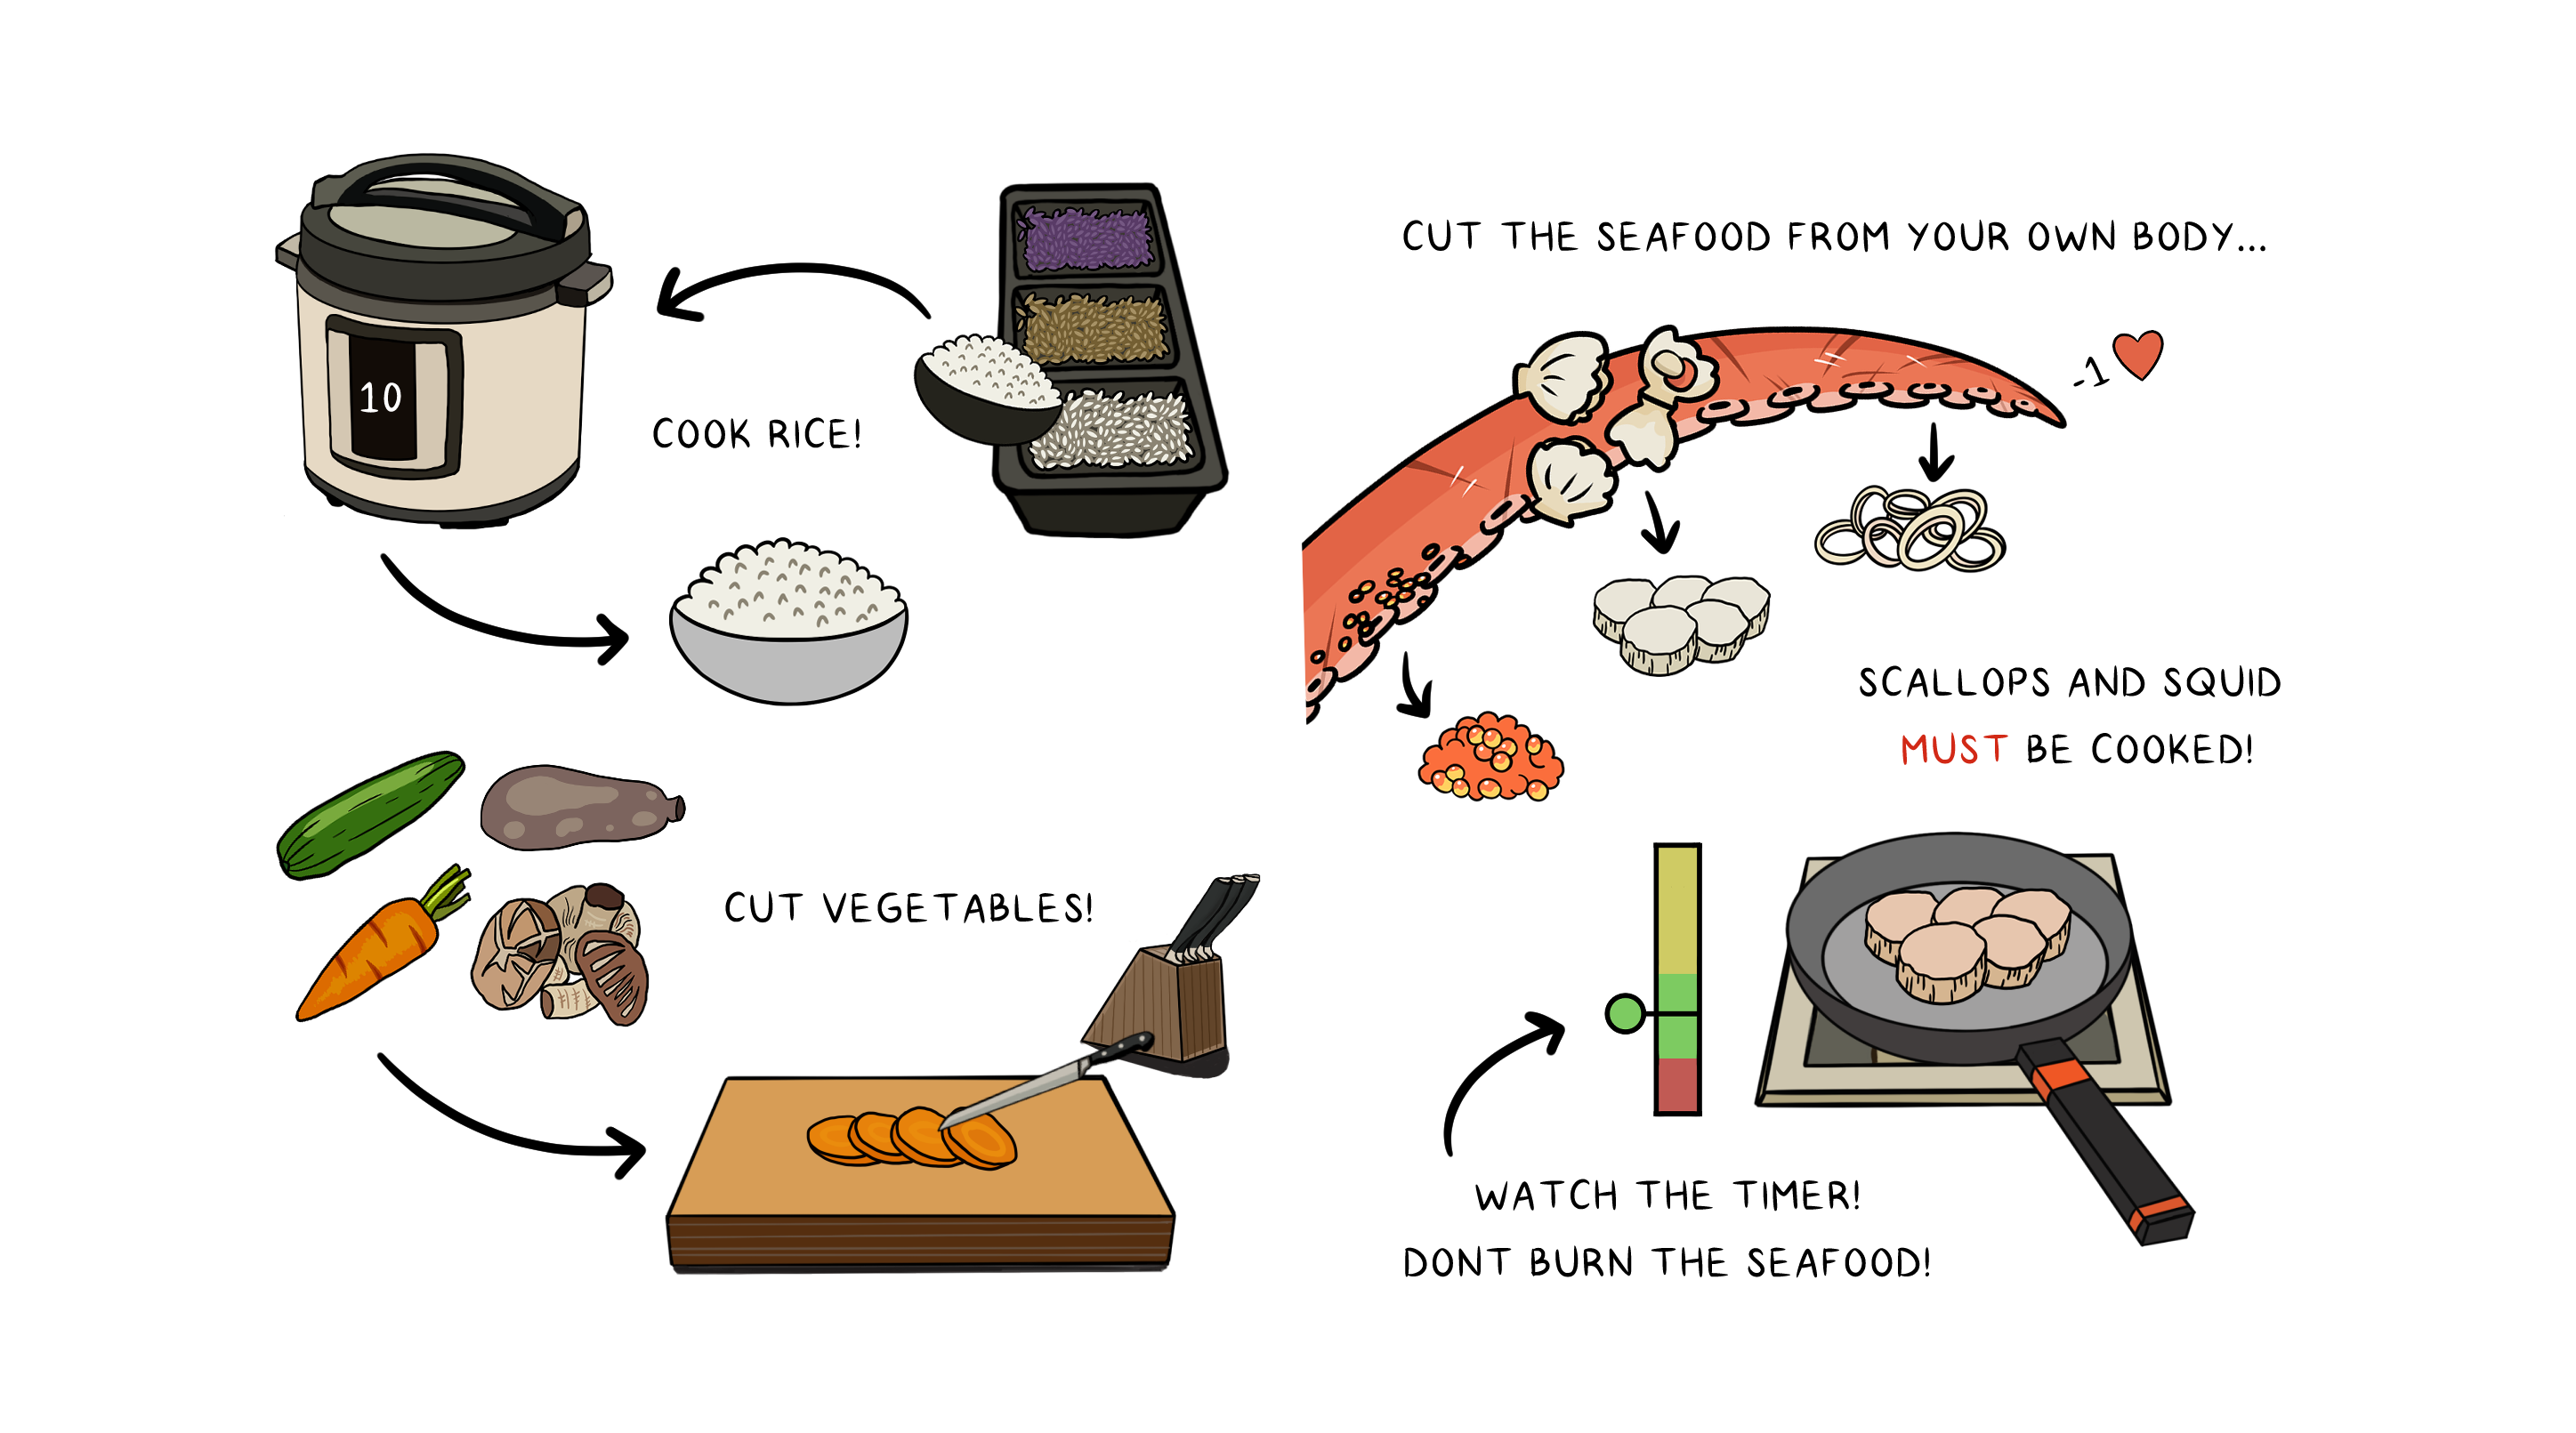 10
COOK RICE!
CUT VEGETABLES!
CUT THE SEAFOOD FROM YOUR OWN BODY...
-1
SCALLOPS AND SQUID
MUST BE COOKED!
WATCH THE TIMER!
DONT BURN THE SEAFOOD!